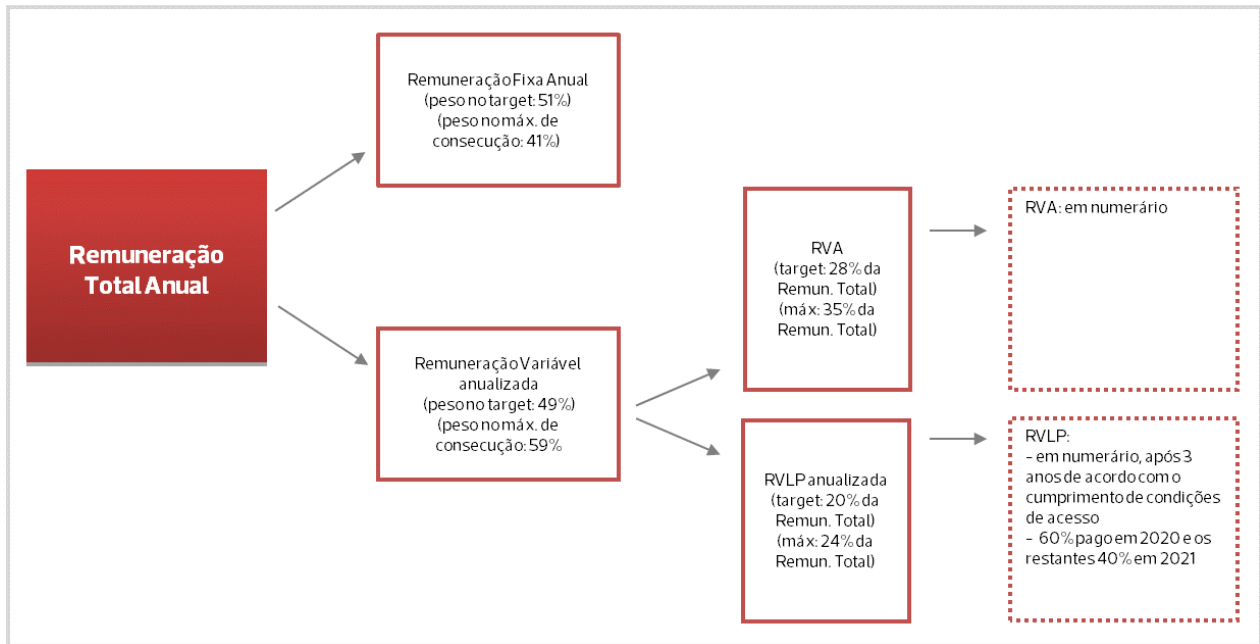 Remuneração Fixa Anual
(peso no target: 51%)
(peso no máx. de
consecução: 41%)
Remuneração
Total Anual
Remuneração Variável
anualizada
(peso no target: 49%)
(peso no máx. de
consecução: 59%
RVA
(target: 28% da
Remun. Total)
(máx: 35% da
Remun. Total)
RVA: em numerário
RVLP anualizada
(target: 20% da
Remun. Total)
(máx: 24% da
Remun. Total)
RVLP:
- em numerário, após 3
anos de acordo com o
cumprimento de condições
de acesso
- 60% pago em 2020 e os
restantes 40% em 2021